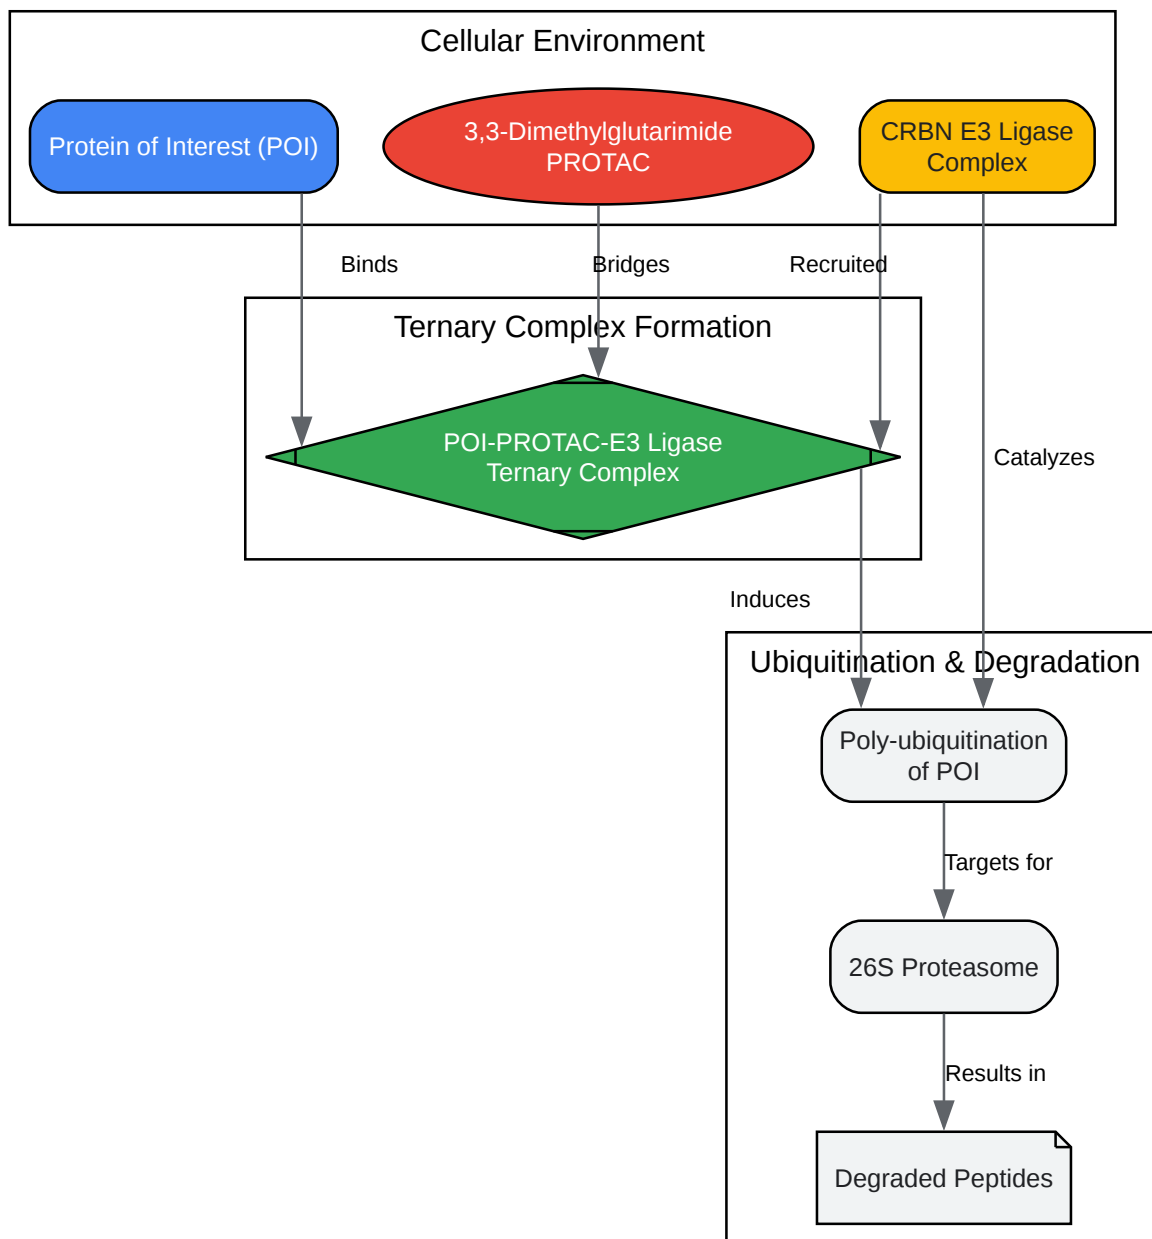 Cellular Environment
Protein of Interest (POI)
3,3-Dimethylglutarimide
PROTAC
CRBN E3 Ligase
Complex
Binds
Bridges
Recruited
Ternary Complex Formation
POI-PROTAC-E3 Ligase
Ternary Complex
Catalyzes
Induces
Ubiquitination & Degradation
Poly-ubiquitination
of POI
Targets for
26S Proteasome
Results in
Degraded Peptides